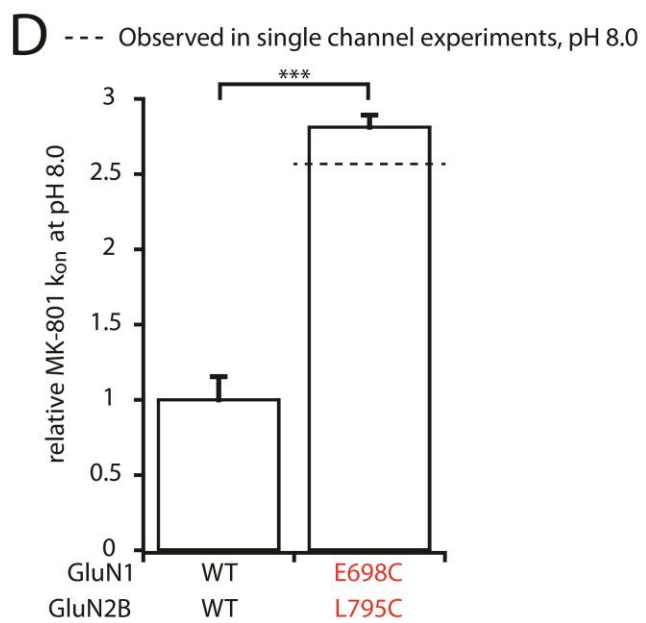 D --- Observed in single channel experiments, pH 8.0
***
relative MK-801 kon at pH 8.0
3
2.5
2
1.5
1
0.5
0
GluN1 WT E698C
GluN2B WT L795C